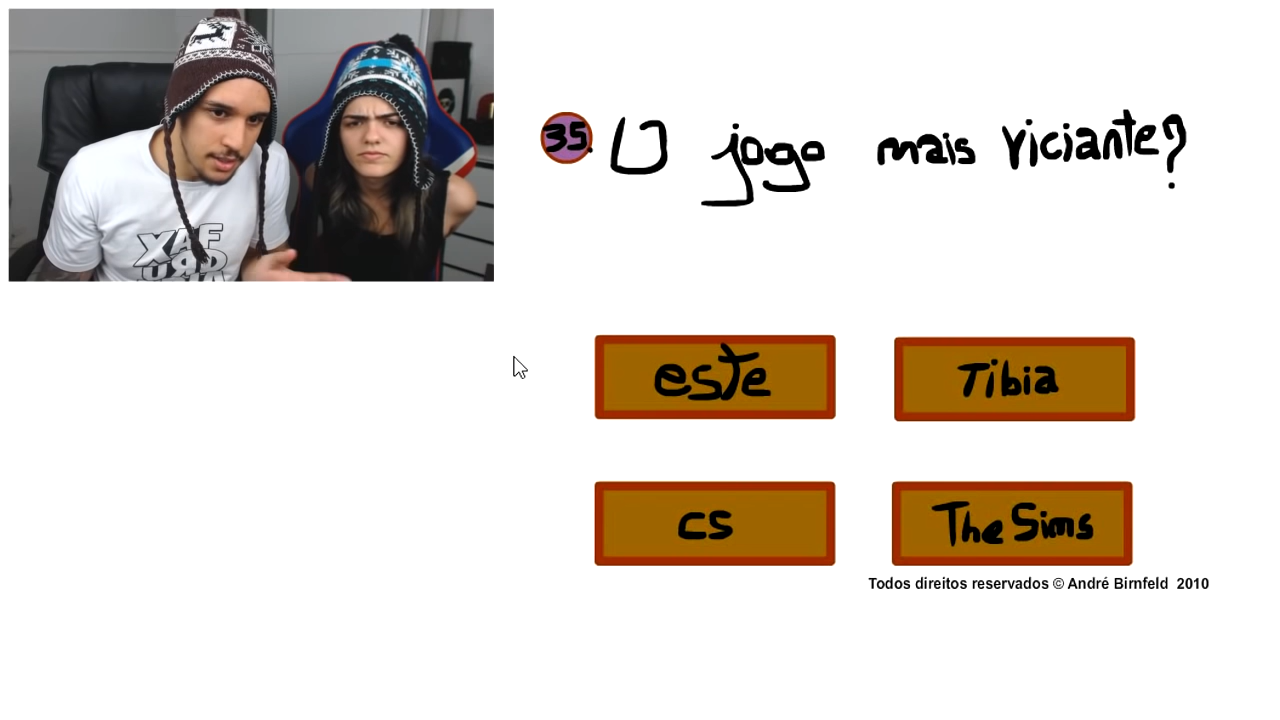 35. O jogo mais viciante?
este
Tibia
cs
The Sims
Todos direitos reservados © André Birnfeld 2010